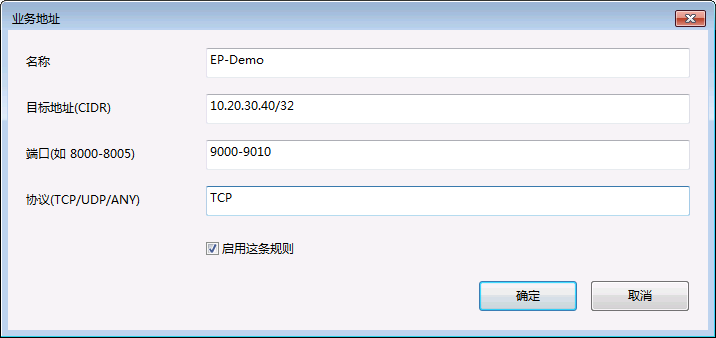 业务地址
名称 EP-Demo
目标地址(CIDR) 10.20.30.40/32
端口(如 8000-8005) 9000-9010
协议(TCP/UDP/ANY) TCP
启用这条规则
确定 取消